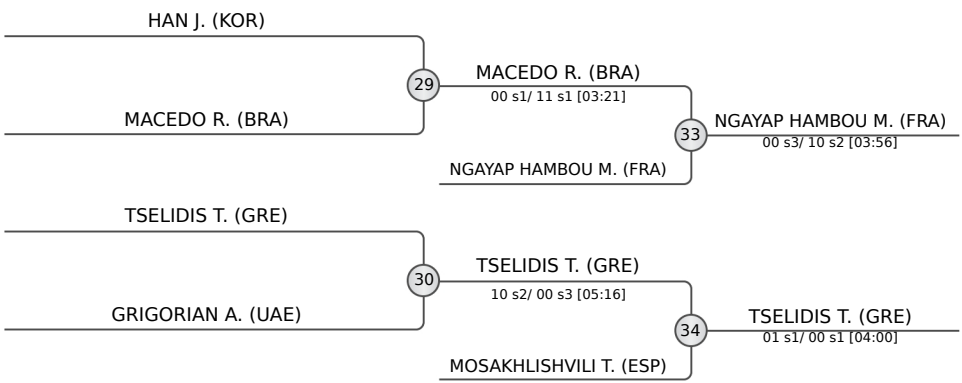 HAN J. (KOR)
29
MACEDO R. (BRA)
MACEDO R. (BRA)
00 s1/ 11 s1 [03:21]
33
NGAYAP HAMBOU M. (FRA)
NGAYAP HAMBOU M. (FRA)
00 s3/ 10 s2 [03:56]
TSELIDIS T. (GRE)
30
GRIGORIAN A. (UAE)
TSELIDIS T. (GRE)
10 s2/ 00 s3 [05:16]
34
MOSAKHLISHVILI T. (ESP)
TSELIDIS T. (GRE)
01 s1/ 00 s1 [04:00]